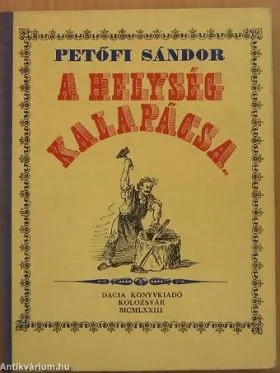 PETŐFI SÁNDOR
A HELYSÉG
KALAPÁCSA.
DACIA KÖNYVKIADÓ
KOLOZSVÁR
MCMLXXIII
Antikvárium.hu